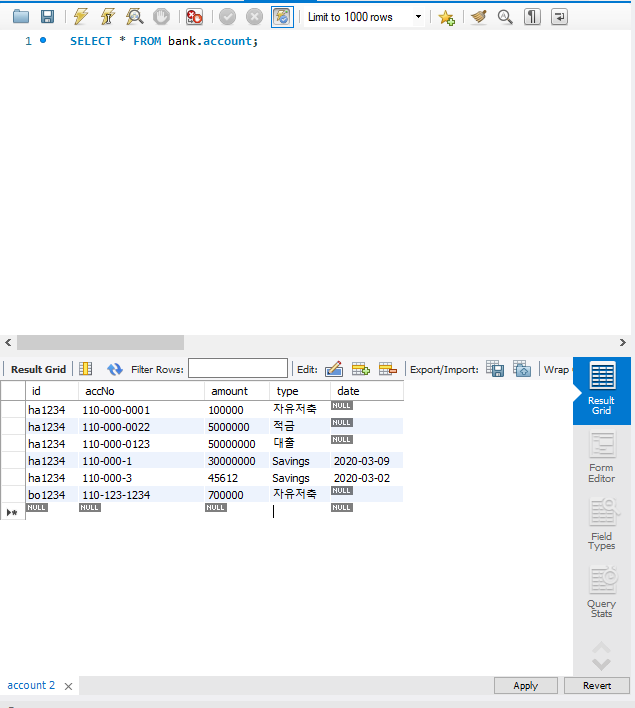 Limit to 1000 rows
1 SELECT * FROM bank.account;
Result Grid Filter Rows: Edit: Export/Import: Wrap
id accNo amount type date
ha1234 110-000-0001 100000 자유저축 NULL
ha1234 110-000-0022 5000000 적금 NULL
ha1234 110-000-0123 50000000 대출 NULL
ha1234 110-000-1 30000000 Savings 2020-03-09
ha1234 110-000-3 45612 Savings 2020-03-02
bo1234 110-123-1234 700000 자유저축 NULL
NULL NULL NULL NULL
Result
Grid
Form
Editor
Field
Types
Query
Stats
account 2 Apply Revert